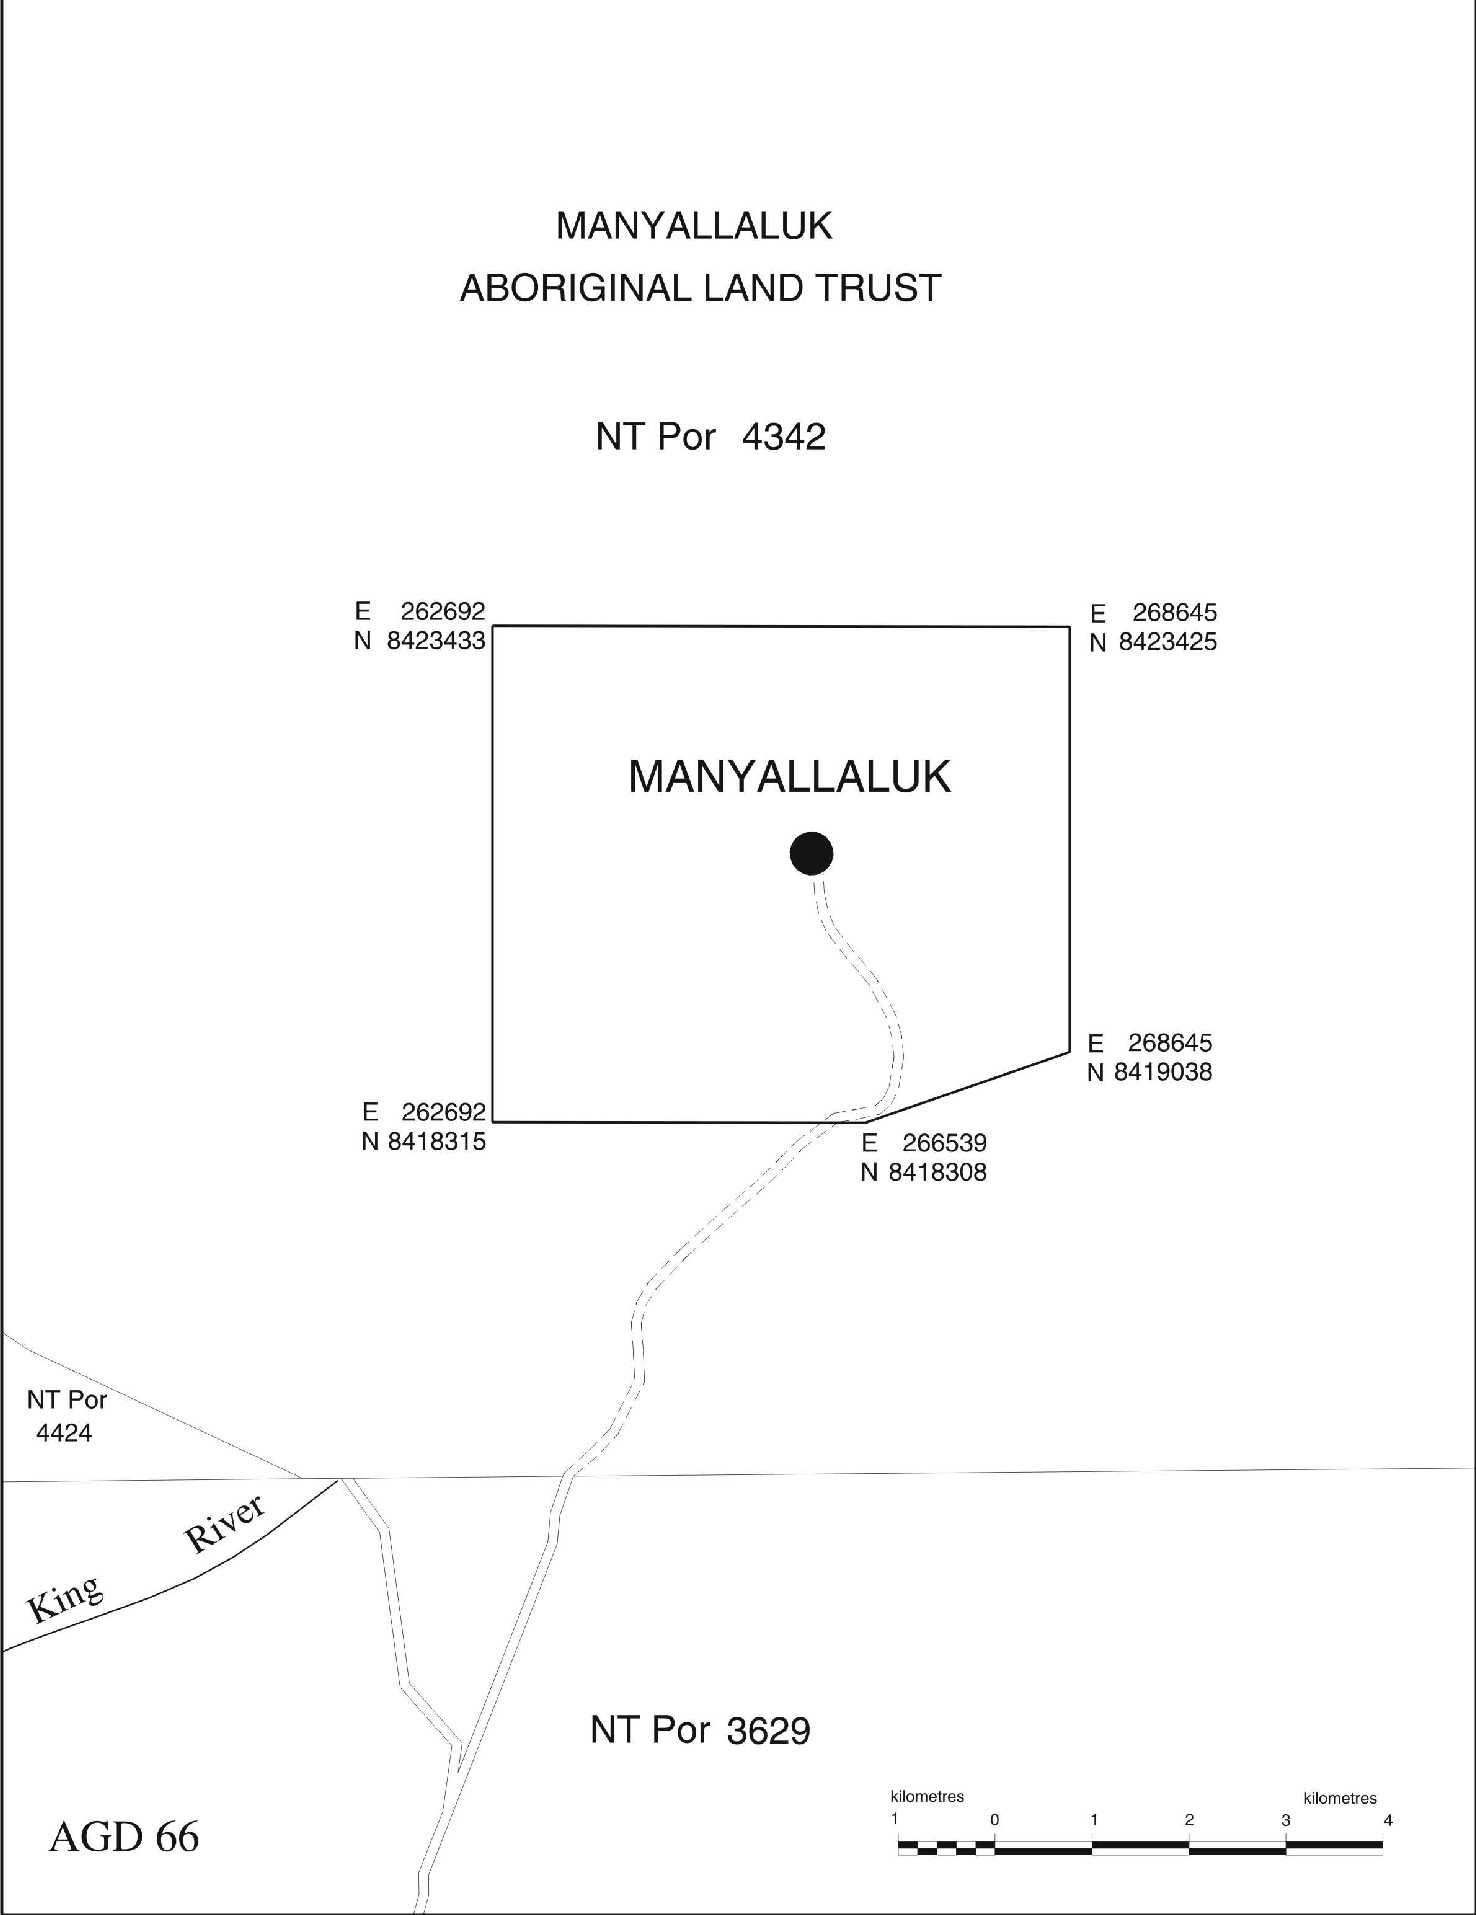 MANYALLALUK
ABORIGINAL LAND TRUST
NT Por 4342
E 262692
N 8423433
E 268645
N 8423425
MANYALLALUK
E 268645
N 8419038
E 262692
N 8418315
E 266539
N 8418308
NT Por
4424
King River
NT Por 3629
AGD 66
kilometres kilometres
1 0 1 2 3 4